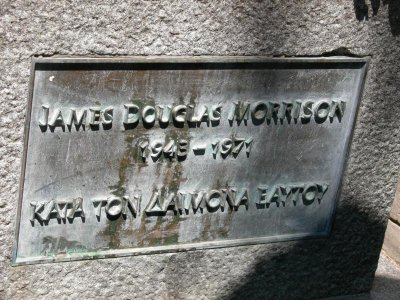 JAMES DOUGLAS MORRISON
1943 – 1971
ΚΑΤΑ ΤΟΝ ΔΑΙΜΟΝΑ ΕΑΥΤΟΥ